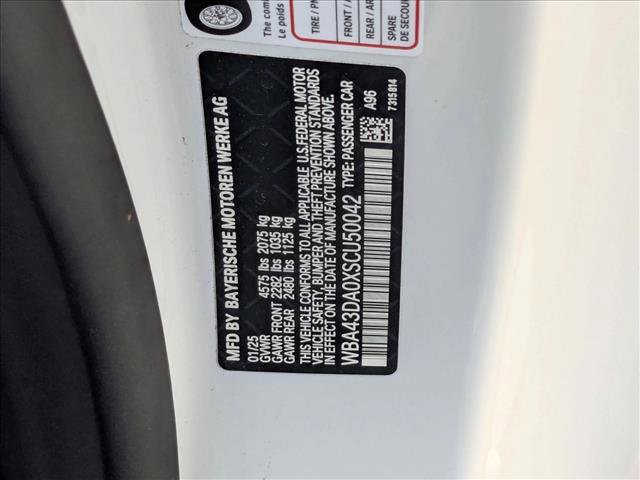 The com
Le poids
TIRE / PN
FRONT / A
REAR / AR
SPARE
DE SECOUR
MFD BY BAYERISCHE MOTOREN WERKE AG
01/25
GVWR 4575 lbs 2075 kg
GAWR FRONT 2282 lbs 1035 kg
GAWR REAR 2480 lbs 1125 kg
THIS VEHICLE CONFORMS TO ALL APPLICABLE U.S.FEDERAL MOTOR
VEHICLE SAFETY, BUMPER AND THEFT PREVENTION STANDARDS
IN EFFECT ON THE DATE OF MANUFACTURE SHOWN ABOVE.
WBA43DA0XSCU50042 TYPE: PASSENGER CAR
A96
7315814